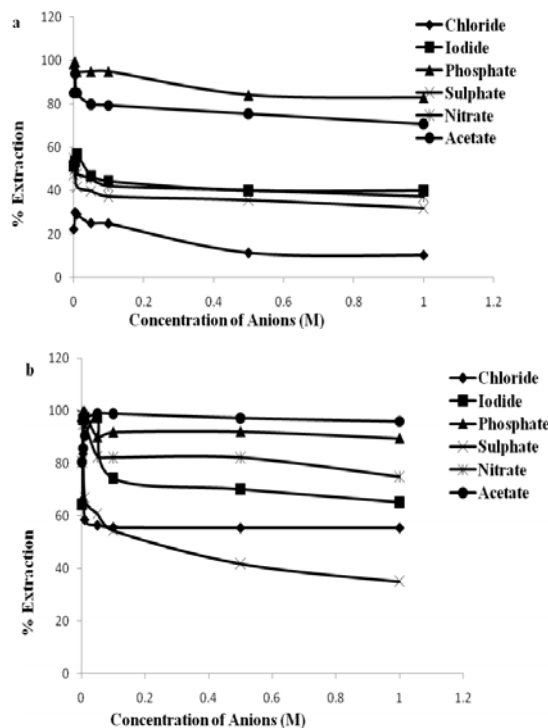 a
120
100
80
60
40
20
0
% Extraction
0 0.2 0.4 0.6 0.8 1 1.2
Concentration of Anions (M)
Chloride
Iodide
Phosphate
Sulphate
Nitrate
Acetate
b
120
100
80
60
40
20
0
% Extraction
0 0.2 0.4 0.6 0.8 1
Concentration of Anions (M)
Chloride
Iodide
Phosphate
Sulphate
Nitrate
Acetate